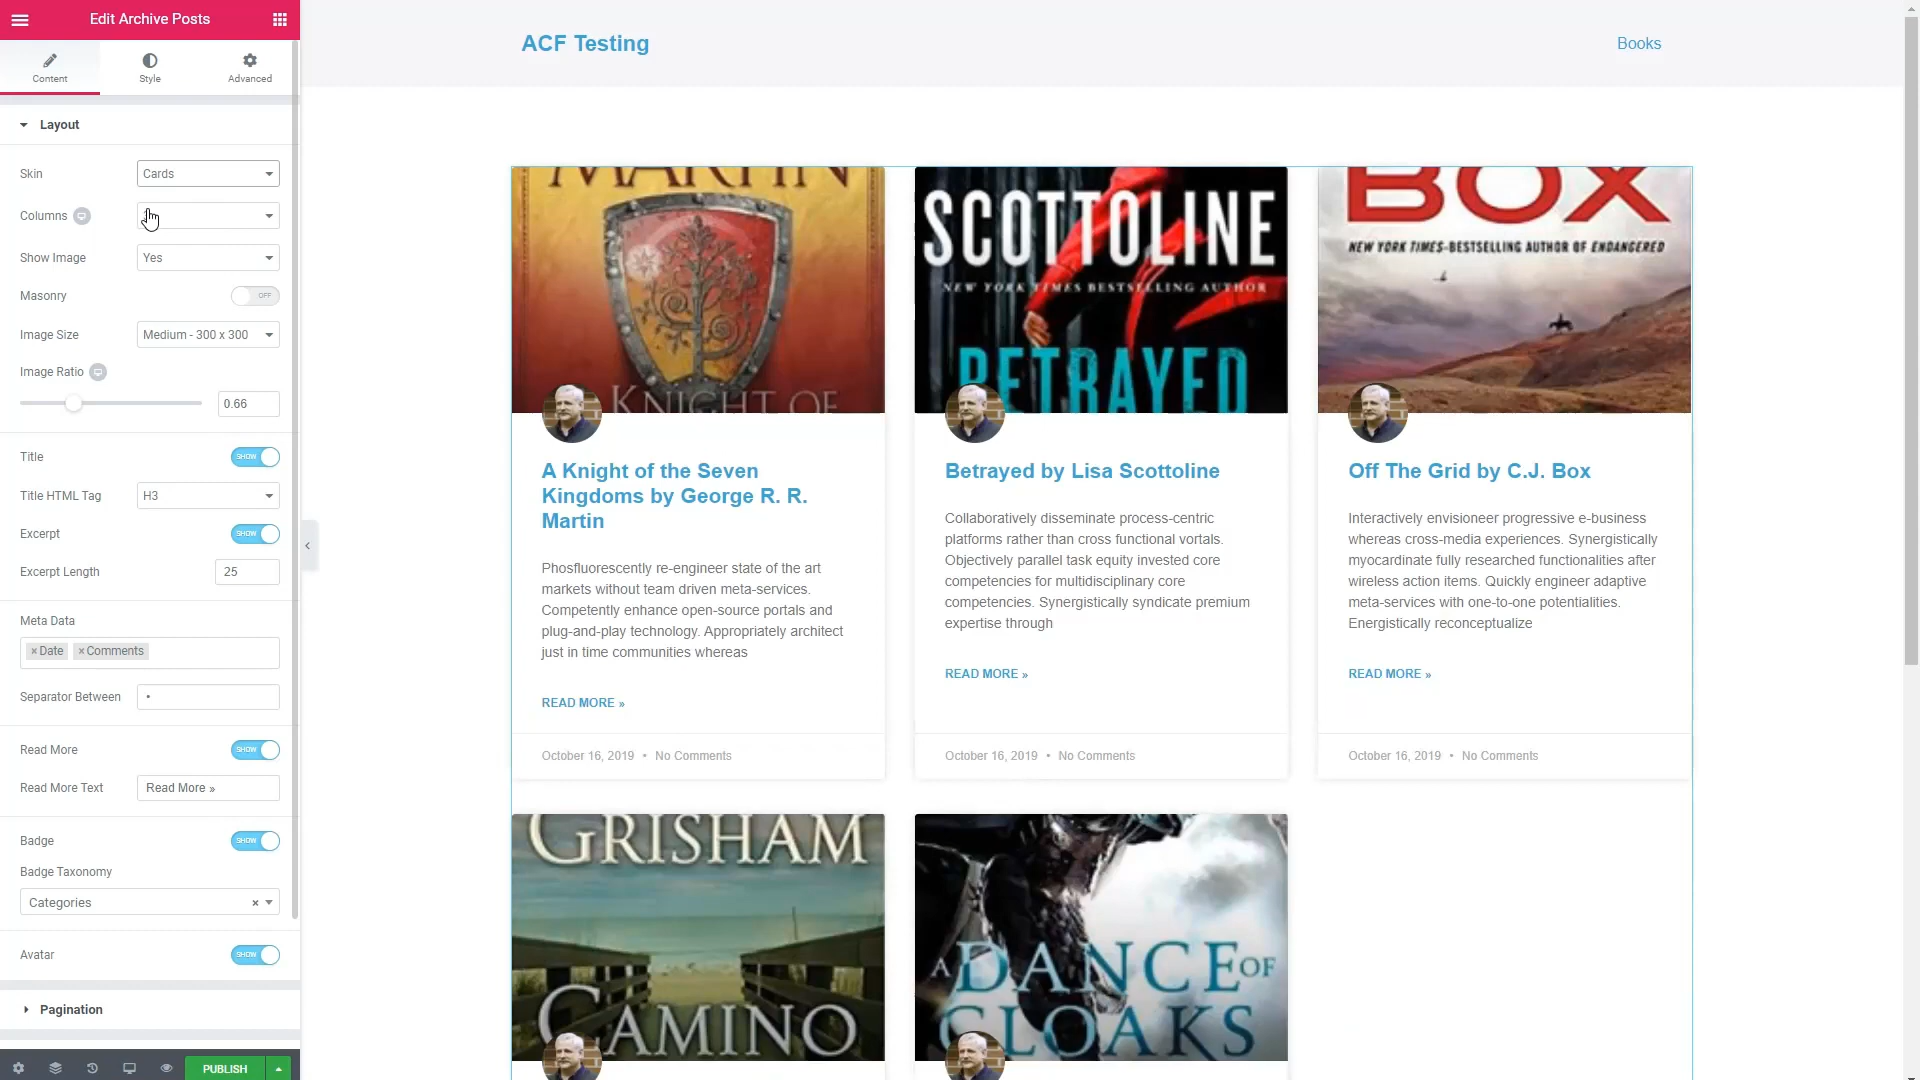 Edit Archive Posts
Content
Style
Advanced
Layout
Skin
Cards
Columns
Show Image
Yes
Masonry
OFF
Image Size
Medium - 300 x 300
Image Ratio
0.66
Title
SHOW
Title HTML Tag
H3
Excerpt
SHOW
Excerpt Length
25
Meta Data
×Date ×Comments
Separator Between
•
Read More
SHOW
Read More Text
Read More »
Badge
SHOW
Badge Taxonomy
Categories ×
Avatar
SHOW
Pagination
PUBLISH
ACF Testing
Books
MARTIN
KNIGHT OF
A Knight of the Seven
Kingdoms by George R. R.
Martin
Phosfluorescently re-engineer state of the art
markets without team driven meta-services.
Competently enhance open-source portals and
plug-and-play technology. Appropriately architect
just in time communities whereas
READ MORE »
October 16, 2019 • No Comments
SCOTTOLINE
NEW YORK TIMES BESTSELLING AUTHOR
BETRAYED
Betrayed by Lisa Scottoline
Collaboratively disseminate process-centric
platforms rather than cross functional vortals.
Objectively parallel task equity invested core
competencies for multidisciplinary core
competencies. Synergistically syndicate premium
expertise through
READ MORE »
October 16, 2019 • No Comments
BOX
NEW YORK TIMES-BESTSELLING AUTHOR OF ENDANGERED
Off The Grid by C.J. Box
Interactively envisioneer progressive e-business
whereas cross-media experiences. Synergistically
myocardinate fully researched functionalities after
wireless action items. Quickly engineer adaptive
meta-services with one-to-one potentialities.
Energistically reconceptualize
READ MORE »
October 16, 2019 • No Comments
GRISHAM
CAMINO
A DANCE OF
CLOAKS